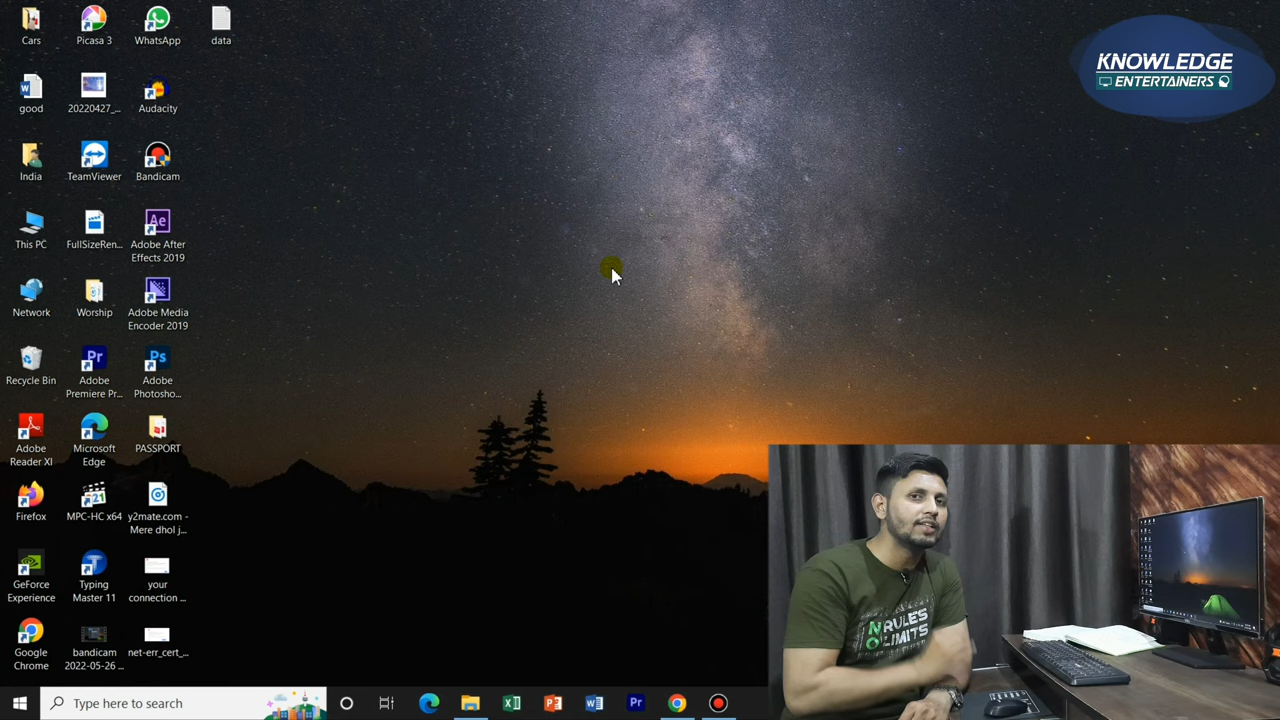 Cars
Picasa 3
WhatsApp
data
good
20220427_...
Audacity
India
TeamViewer
Bandicam
This PC
FullSizeRen...
Adobe After
Effects 2019
Network
Worship
Adobe Media
Encoder 2019
Recycle Bin
Adobe
Premiere Pr...
Adobe
Photosho...
Adobe
Reader XI
Microsoft
Edge
PASSPORT
Firefox
MPC-HC x64
y2mate.com -
Mere dhol j...
GeForce
Experience
Typing
Master 11
your
connection ...
Google
Chrome
bandicam
2022-05-26 ...
net-err_cert_...
Type here to search
KNOWLEDGE
ENTERTAINERS
N RULES
O LIMITS